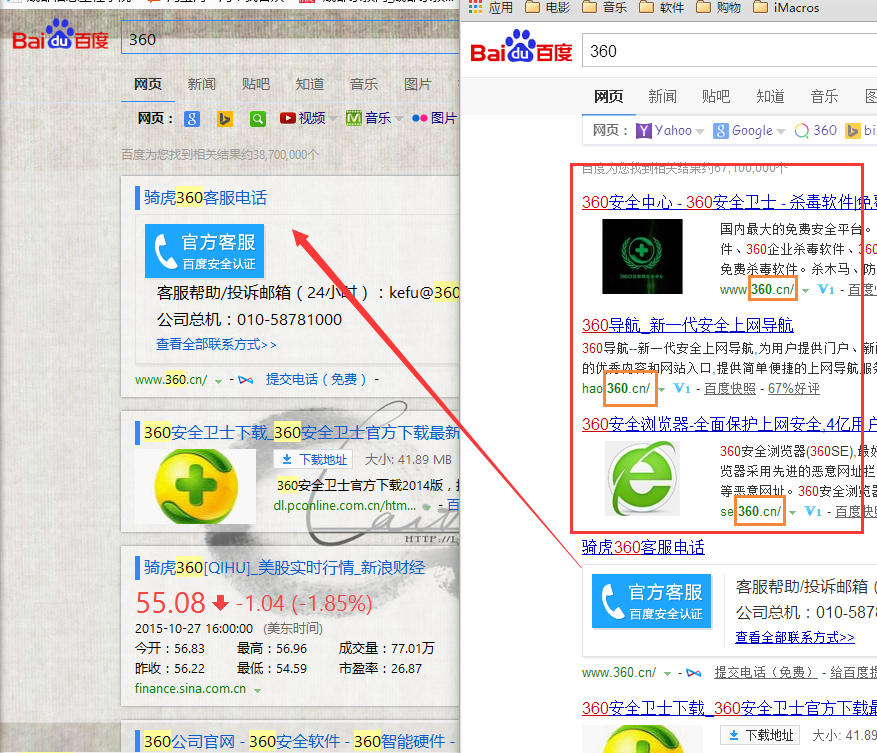 Bai du 百度
360
网页 新闻 贴吧 知道 音乐 图片
网页： 视频 音乐 图片
百度为您找到相关结果约38,700,000个
骑虎360客服电话
官方客服
百度安全认证
客服帮助/投诉邮箱（24小时）：kefu@360
公司总机：010-58781000
查看全部联系方式>>
www.360.cn/ - 提交电话（免费） -
360安全卫士下载_360安全卫士官方下载最新
下载地址 大小: 41.89 MB
360安全卫士官方下载2014版，
dl.pconline.com.cn/htm... - 百
骑虎360[QIHU]_美股实时行情_新浪财经
55.08 -1.04 (-1.85%)
2015-10-27 16:00:00 (美东时间)
今开：56.83 最高：56.96 成交量：77.01万
昨收：56.22 最低：54.59 市盈率：26.87
finance.sina.com.cn
360公司官网 - 360安全软件 - 360智能硬件 -
应用 电影 音乐 软件 购物 iMacros
Bai du 百度
360
网页 新闻 贴吧 知道 音乐
网页： Yahoo Google 360 bi
百度为您找到相关结果约67,100,000个
360安全中心 - 360安全卫士 - 杀毒软件|免费
国内最大的免费安全平台。
件、360企业杀毒软件、360
免费杀毒软件。杀木马、防
www.360.cn/ V1 - 百度快
360导航_新一代安全上网导航
360导航--新一代安全上网导航,为用户提供门户、新
的优秀内容和网站入口,提供简单便捷的上网导航服务
hao.360.cn/ V1 - 百度快照 - 67%好评
360安全浏览器-全面保护上网安全,4亿用户
360安全浏览器(360SE),最好
览器采用先进的恶意网址拦
等恶意网址。360安全浏览器
se.360.cn/ V1 - 百度快照
骑虎360客服电话
官方客服
百度安全认证
客服帮助/投诉邮箱（
公司总机：010-5878
查看全部联系方式>>
www.360.cn/ - 提交电话（免费） - 给百度提
360安全卫士下载_360安全卫士官方下载最
下载地址 大小: 41.89